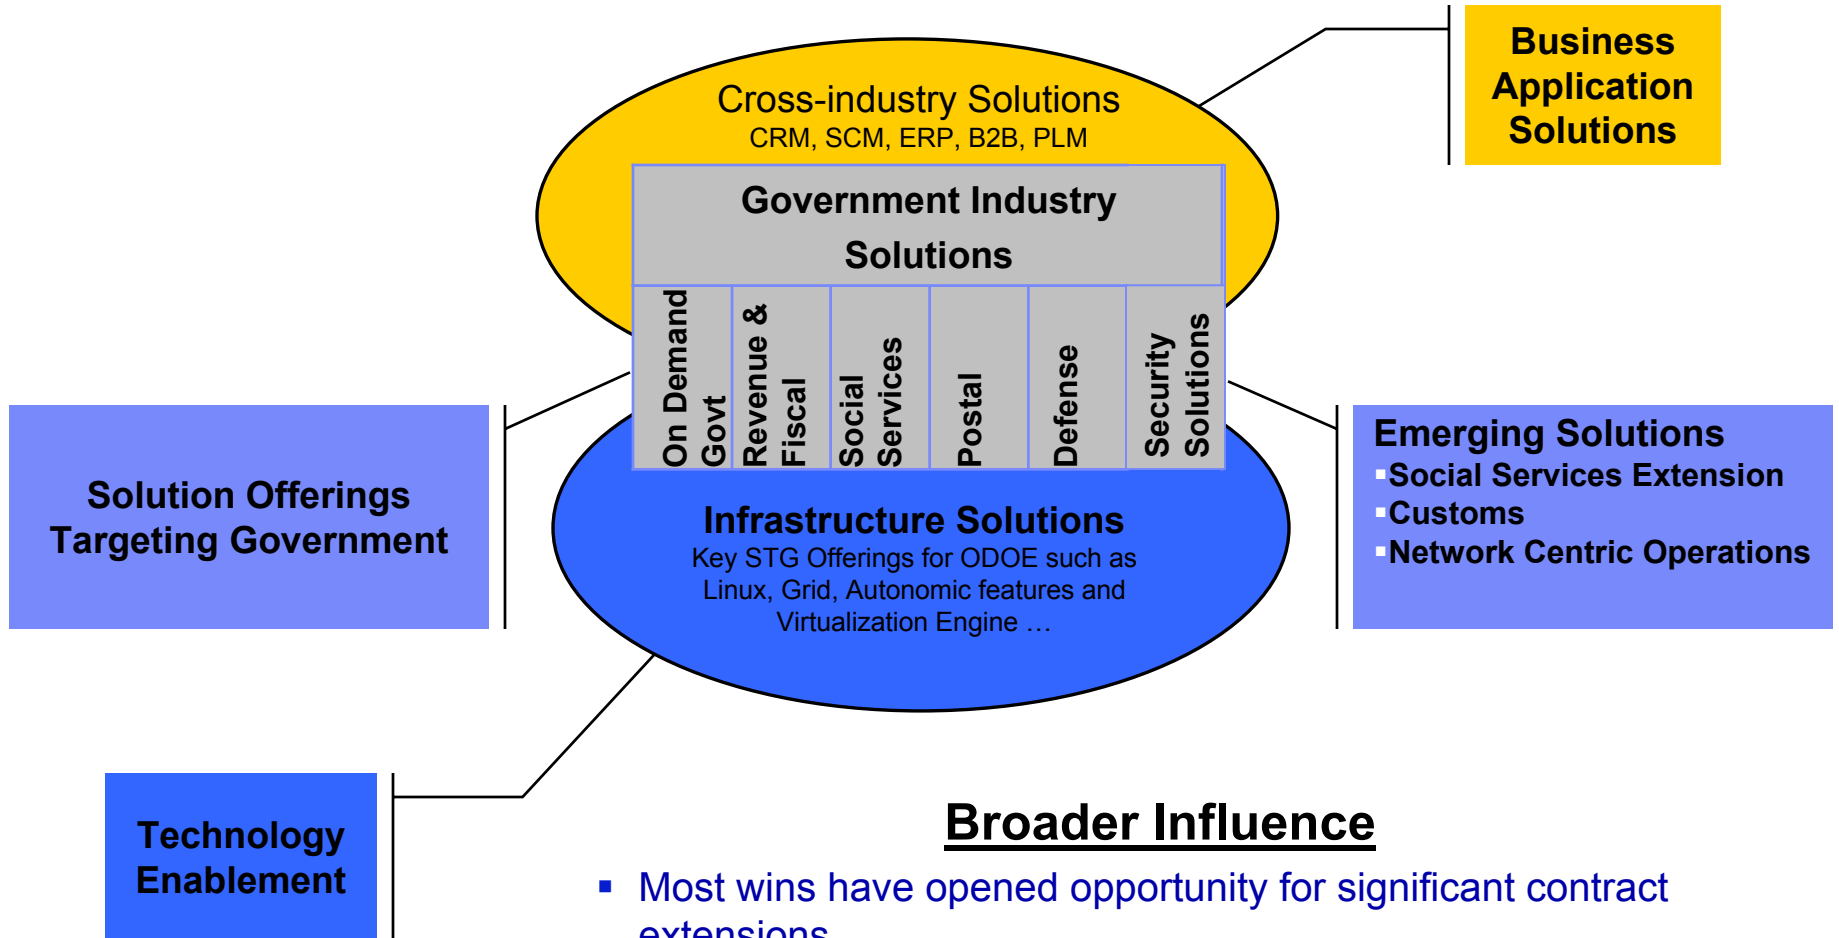 Business
Application
Solutions
Cross-industry Solutions
CRM, SCM, ERP, B2B, PLM
Government Industry
Solutions
On Demand
Govt
Revenue &
Fiscal
Social
Services
Postal
Defense
Security
Solutions
Solution Offerings
Targeting Government
Emerging Solutions
▪Social Services Extension
▪Customs
▪Network Centric Operations
Infrastructure Solutions
Key STG Offerings for ODOE such as
Linux, Grid, Autonomic features and
Virtualization Engine …
Technology
Enablement
Broader Influence
▪ Most wins have opened opportunity for significant contract
extensions